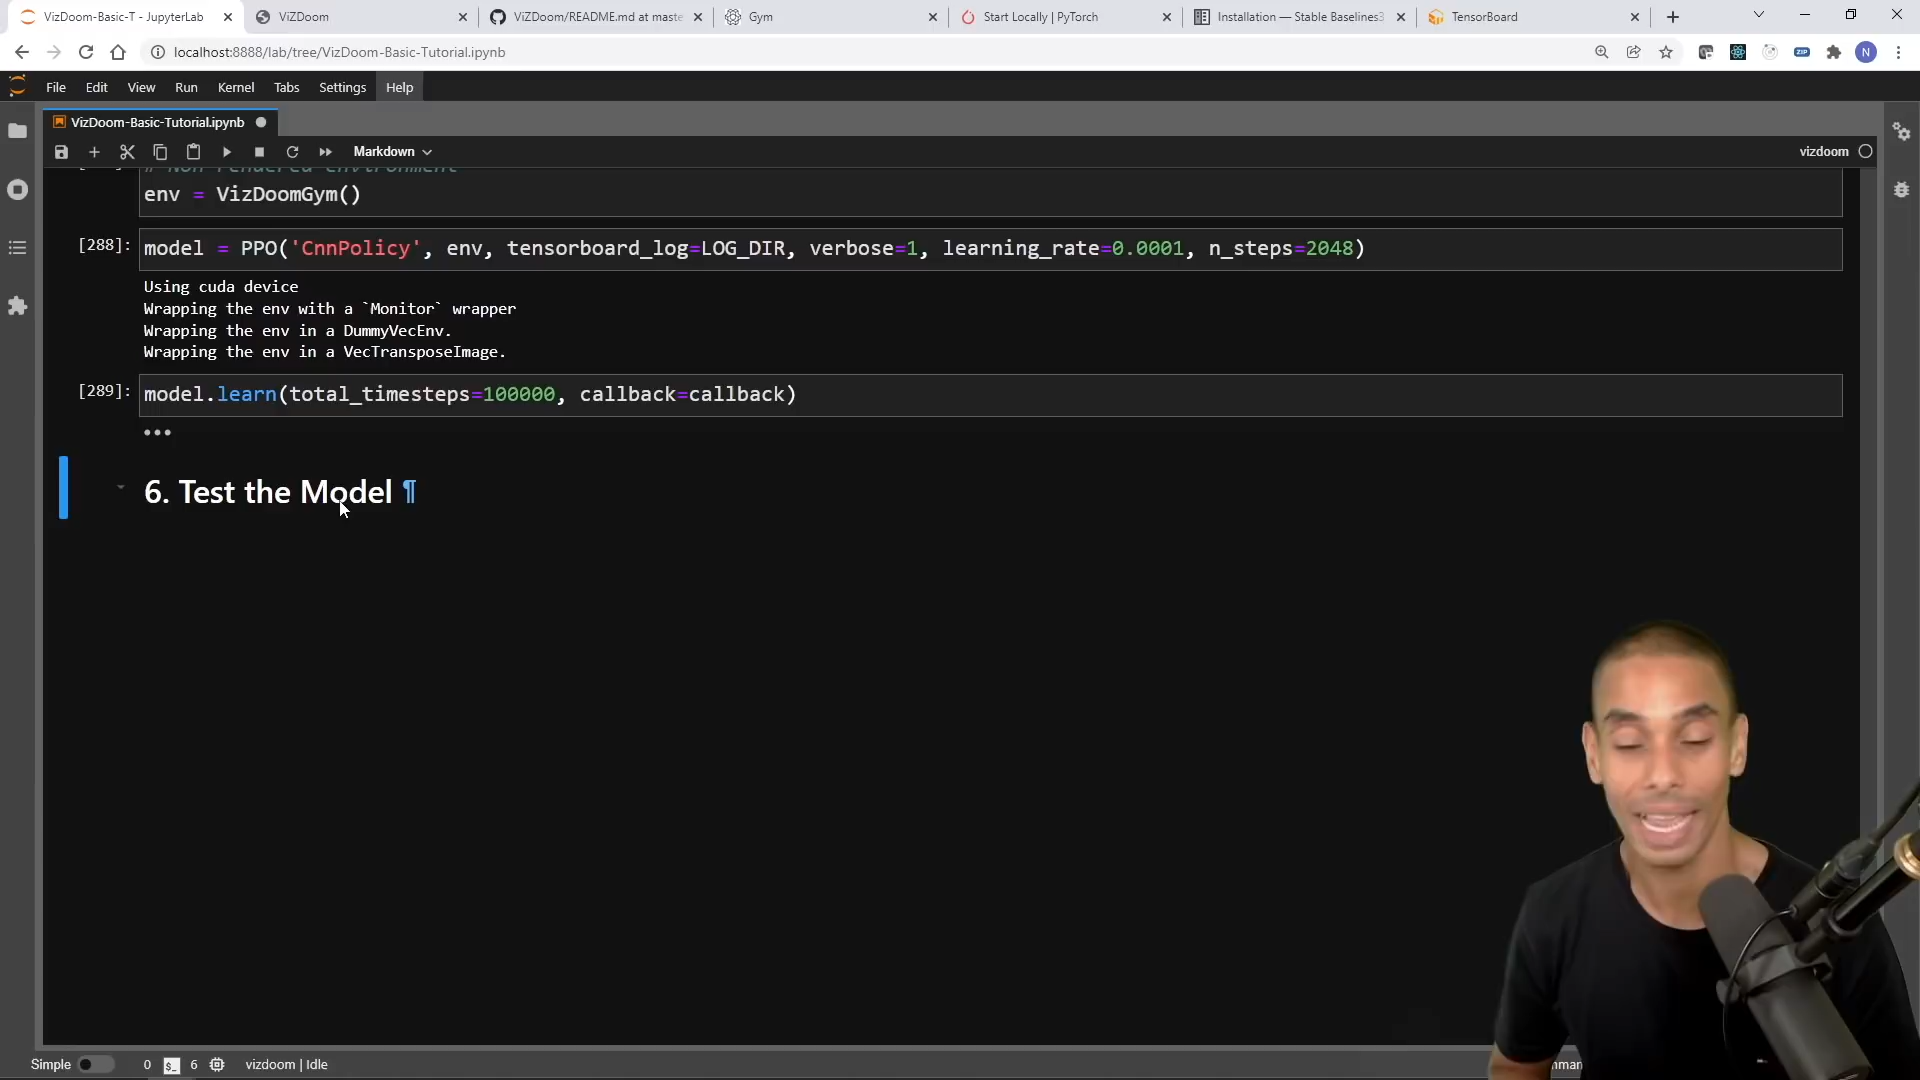 VizDoom-Basic-T - JupyterLab
ViZDoom
ViZDoom/README.md at maste
Gym
Start Locally | PyTorch
Installation — Stable Baselines3
TensorBoard
localhost:8888/lab/tree/VizDoom-Basic-Tutorial.ipynb
ZIP
N
File Edit View Run Kernel Tabs Settings Help
VizDoom-Basic-Tutorial.ipynb
Markdown
vizdoom
# Non rendered environment
env = VizDoomGym()
[288]: model = PPO('CnnPolicy', env, tensorboard_log=LOG_DIR, verbose=1, learning_rate=0.0001, n_steps=2048)
Using cuda device
Wrapping the env with a `Monitor` wrapper
Wrapping the env in a DummyVecEnv.
Wrapping the env in a VecTransposeImage.
[289]: model.learn(total_timesteps=100000, callback=callback)
•••
6. Test the Model ¶
Simple 0 $_ 6 vizdoom | Idle